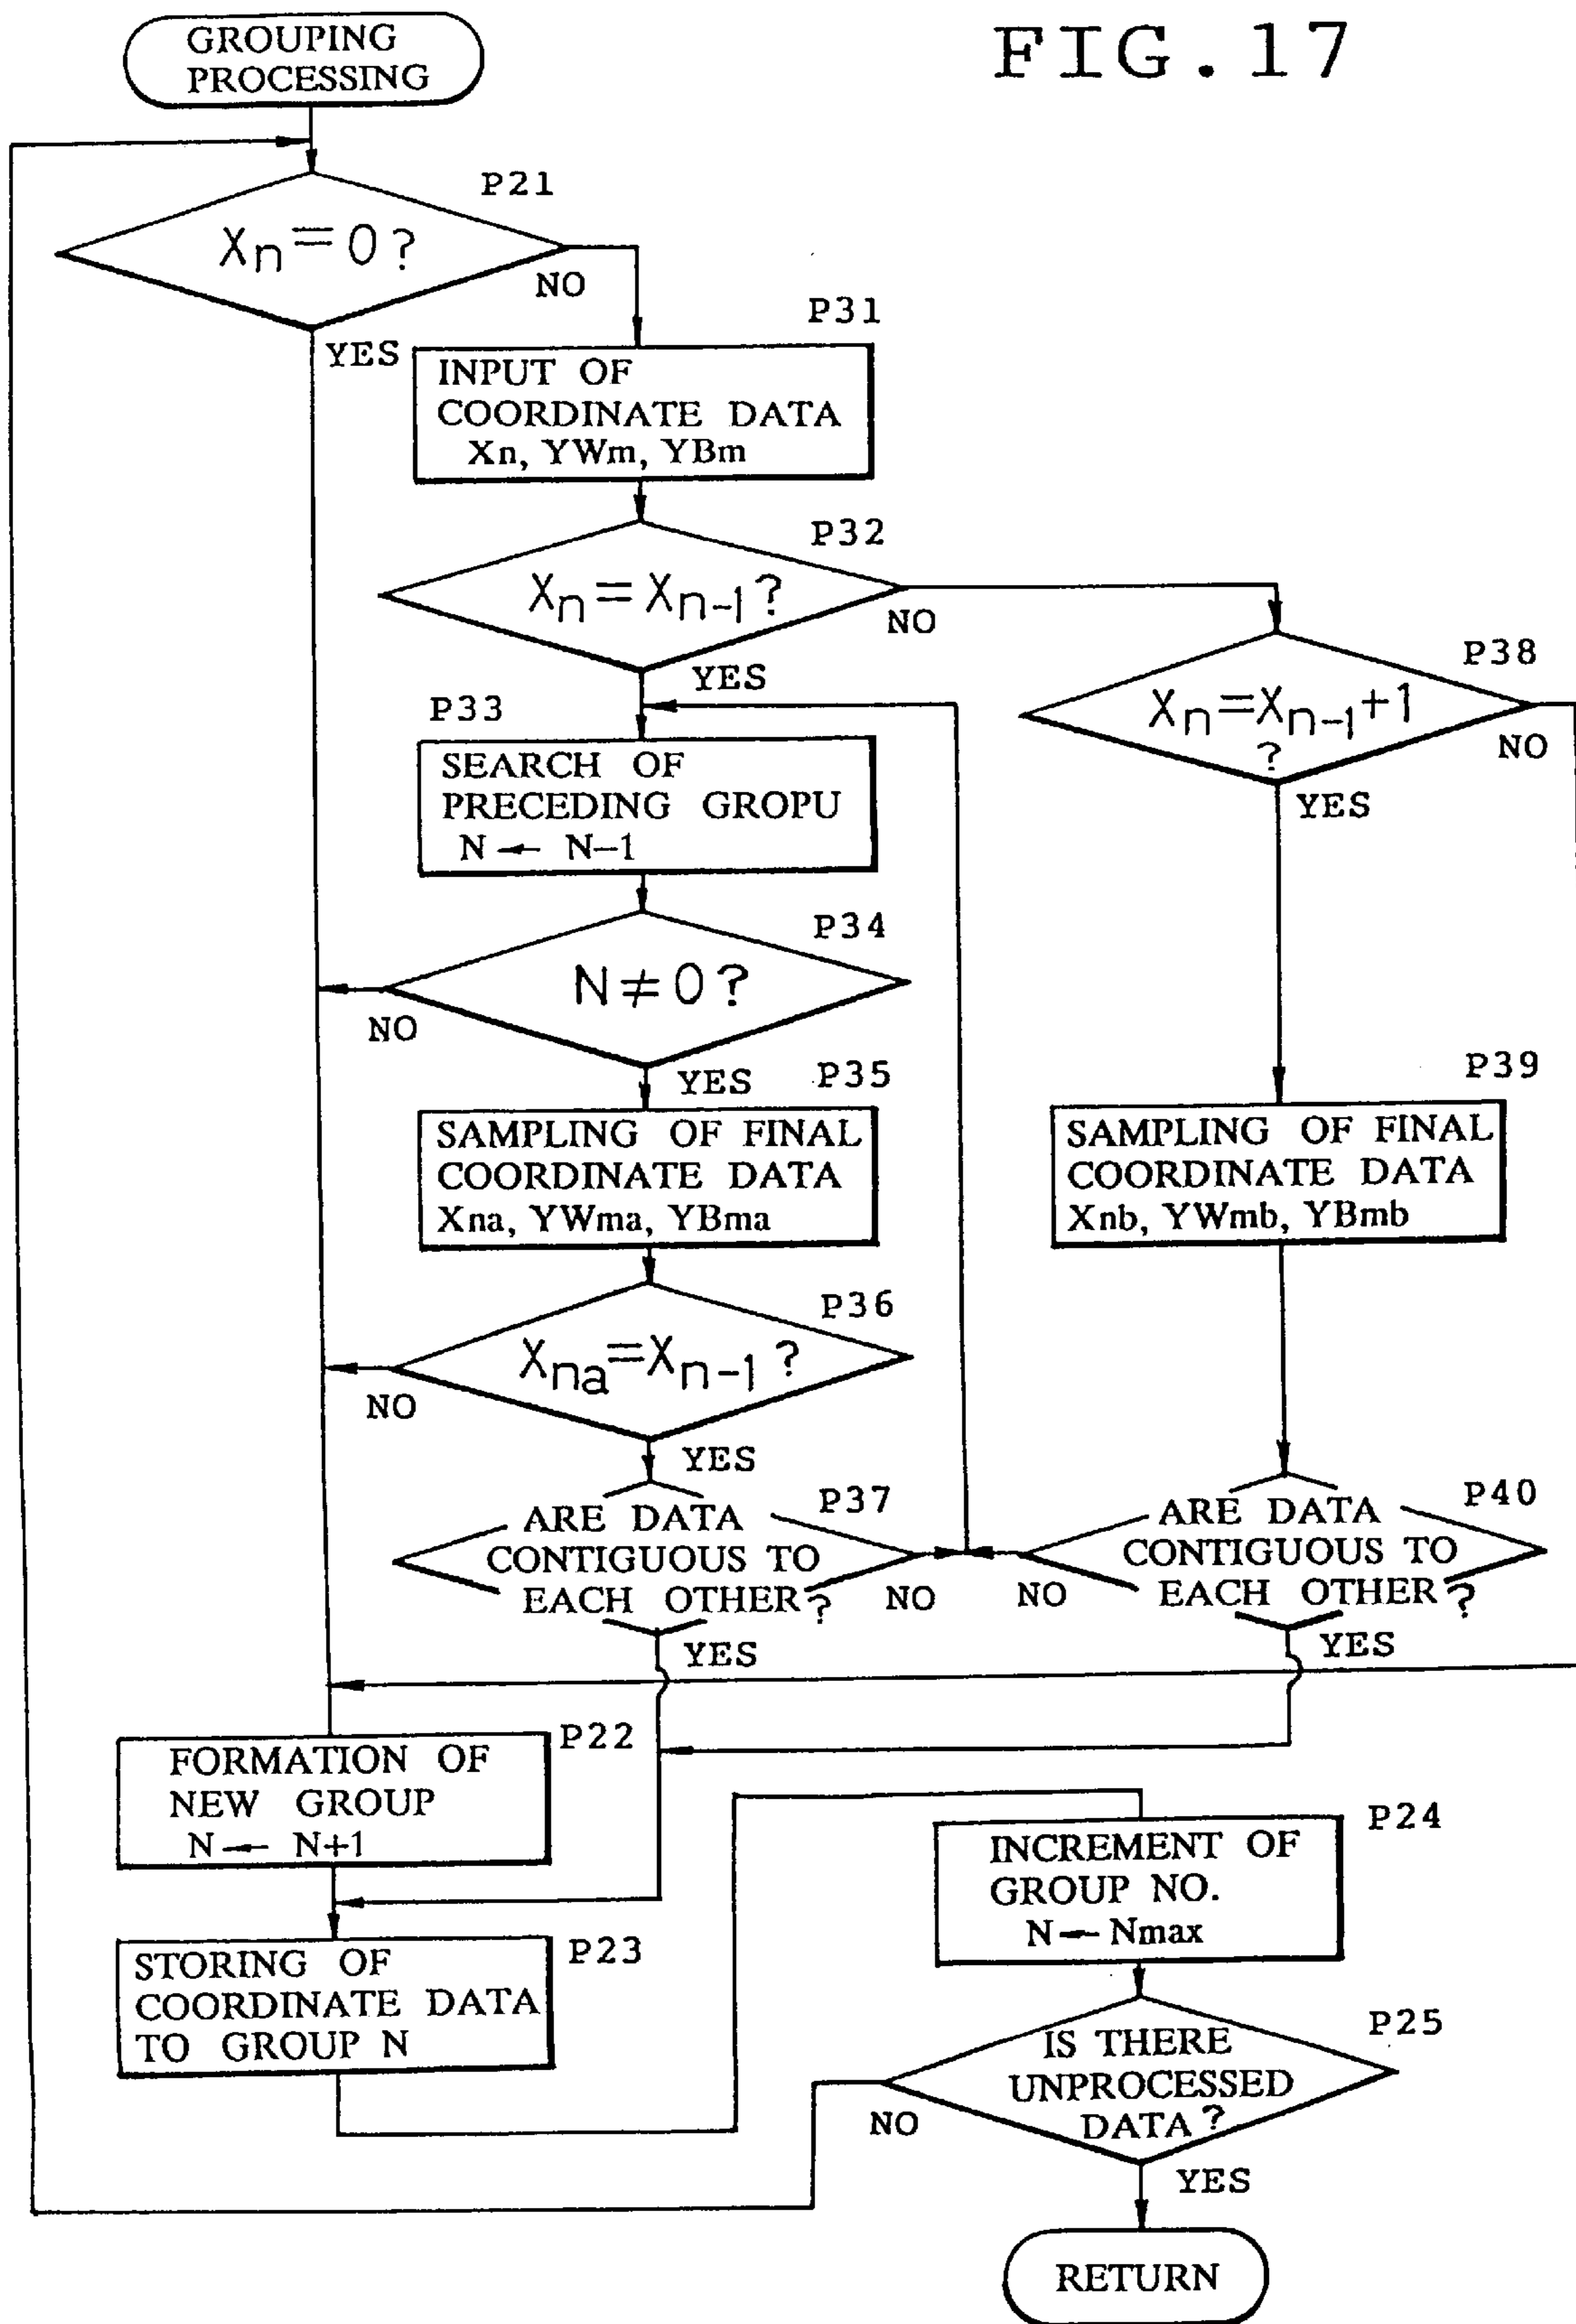 FIG.17
GROUPING
PROCESSING
P21
Xn=0?
NO
YES
P31
INPUT OF
COORDINATE DATA
Xn, YWm, YBm
P32
Xn=Xn-1?
NO
YES
P38
Xn=Xn-1+1
?
NO
YES
P33
SEARCH OF
PRECEDING GROPU
N ← N-1
P34
N≠0?
NO
YES
P35
SAMPLING OF FINAL
COORDINATE DATA
Xna, YWma, YBma
P39
SAMPLING OF FINAL
COORDINATE DATA
Xnb, YWmb, YBmb
P36
Xna=Xn-1?
NO
YES
P37
ARE DATA
CONTIGUOUS TO
EACH OTHER?
NO
YES
P40
ARE DATA
CONTIGUOUS TO
EACH OTHER?
NO
YES
P22
FORMATION OF
NEW GROUP
N ← N+1
P23
STORING OF
COORDINATE DATA
TO GROUP N
P24
INCREMENT OF
GROUP NO.
N ← Nmax
P25
IS THERE
UNPROCESSED
DATA?
NO
YES
RETURN